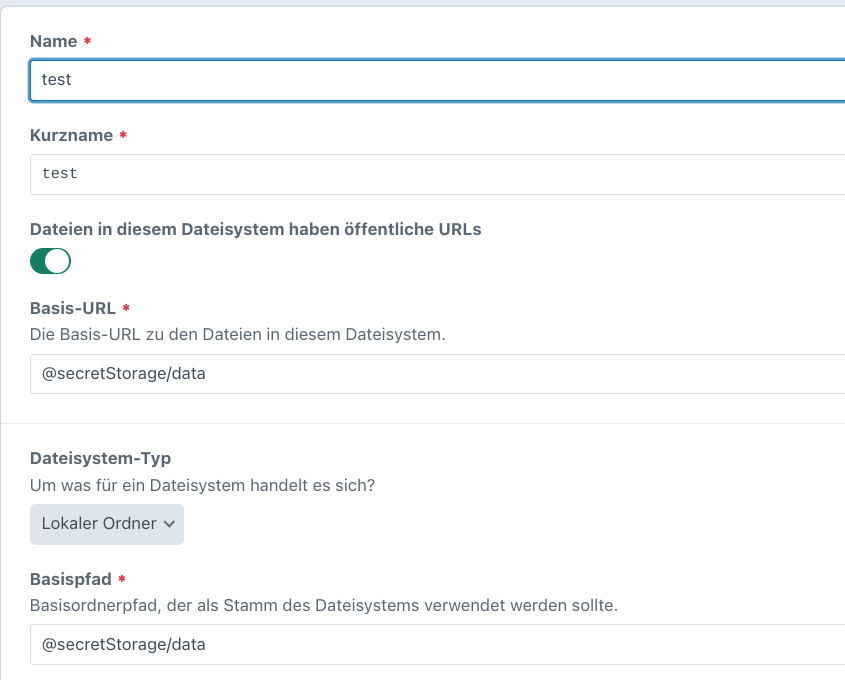 Name *
test
Kurzname *
test
Dateien in diesem Dateisystem haben öffentliche URLs
Basis-URL *
Die Basis-URL zu den Dateien in diesem Dateisystem.
@secretStorage/data
Dateisystem-Typ
Um was für ein Dateisystem handelt es sich?
Lokaler Ordner
Basispfad *
Basisordnerpfad, der als Stamm des Dateisystems verwendet werden sollte.
@secretStorage/data